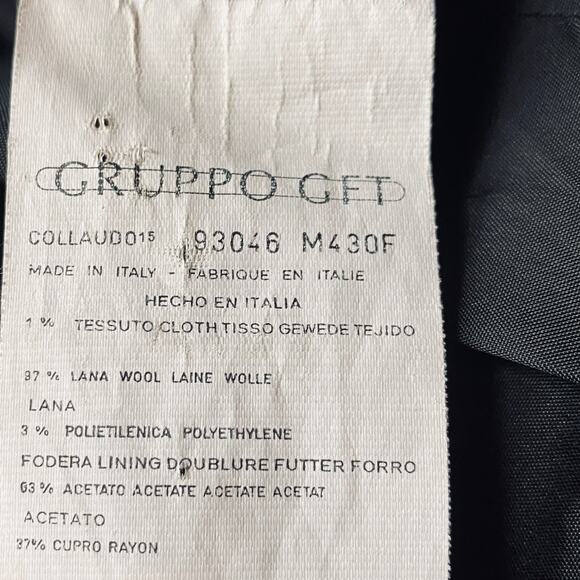 GRUPPO GFT
COLLAUDO15 93046 M430F
MADE IN ITALY - FABRIQUE EN ITALIE
HECHO EN ITALIA
1 % TESSUTO CLOTH TISSO GEWEDE TEJIDO
97 % LANA WOOL LAINE WOLLE
LANA
3 % POLIETILENICA POLYETHYLENE
FODERA LINING DOUBLURE FUTTER FORRO
63 % ACETATO ACETATE ACETATE ACETAT
ACETATO
37% CUPRO RAYON